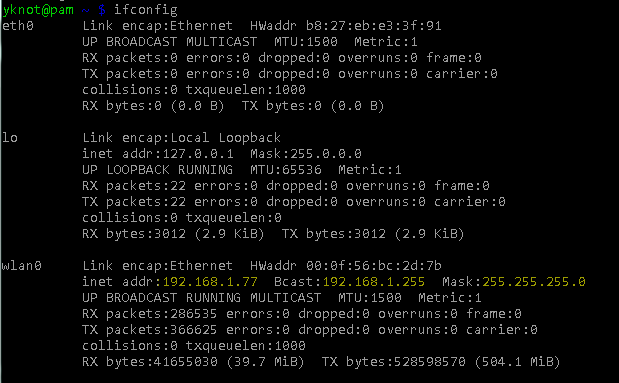 yknot@pam ~ $ ifconfig
eth0 Link encap:Ethernet HWaddr b8:27:eb:e3:3f:91
UP BROADCAST MULTICAST MTU:1500 Metric:1
RX packets:0 errors:0 dropped:0 overruns:0 frame:0
TX packets:0 errors:0 dropped:0 overruns:0 carrier:0
collisions:0 txqueuelen:1000
RX bytes:0 (0.0 B) TX bytes:0 (0.0 B)
lo Link encap:Local Loopback
inet addr:127.0.0.1 Mask:255.0.0.0
UP LOOPBACK RUNNING MTU:65536 Metric:1
RX packets:22 errors:0 dropped:0 overruns:0 frame:0
TX packets:22 errors:0 dropped:0 overruns:0 carrier:0
collisions:0 txqueuelen:0
RX bytes:3012 (2.9 KiB) TX bytes:3012 (2.9 KiB)
wlan0 Link encap:Ethernet HWaddr 00:0f:56:bc:2d:7b
inet addr:192.168.1.77 Bcast:192.168.1.255 Mask:255.255.255.0
UP BROADCAST RUNNING MULTICAST MTU:1500 Metric:1
RX packets:286535 errors:0 dropped:0 overruns:0 frame:0
TX packets:366625 errors:0 dropped:0 overruns:0 carrier:0
collisions:0 txqueuelen:1000
RX bytes:41655030 (39.7 MiB) TX bytes:528598570 (504.1 MiB)